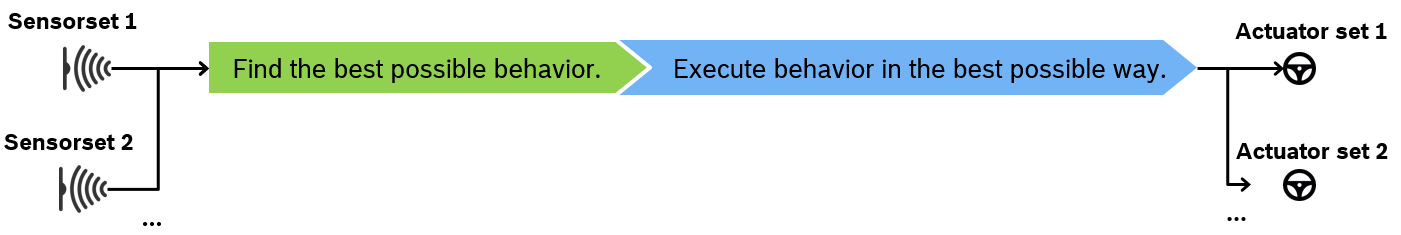 Sensorset 1
Find the best possible behavior.
Execute behavior in the best possible way.
Actuator set 1
Sensorset 2
...
Actuator set 2
...